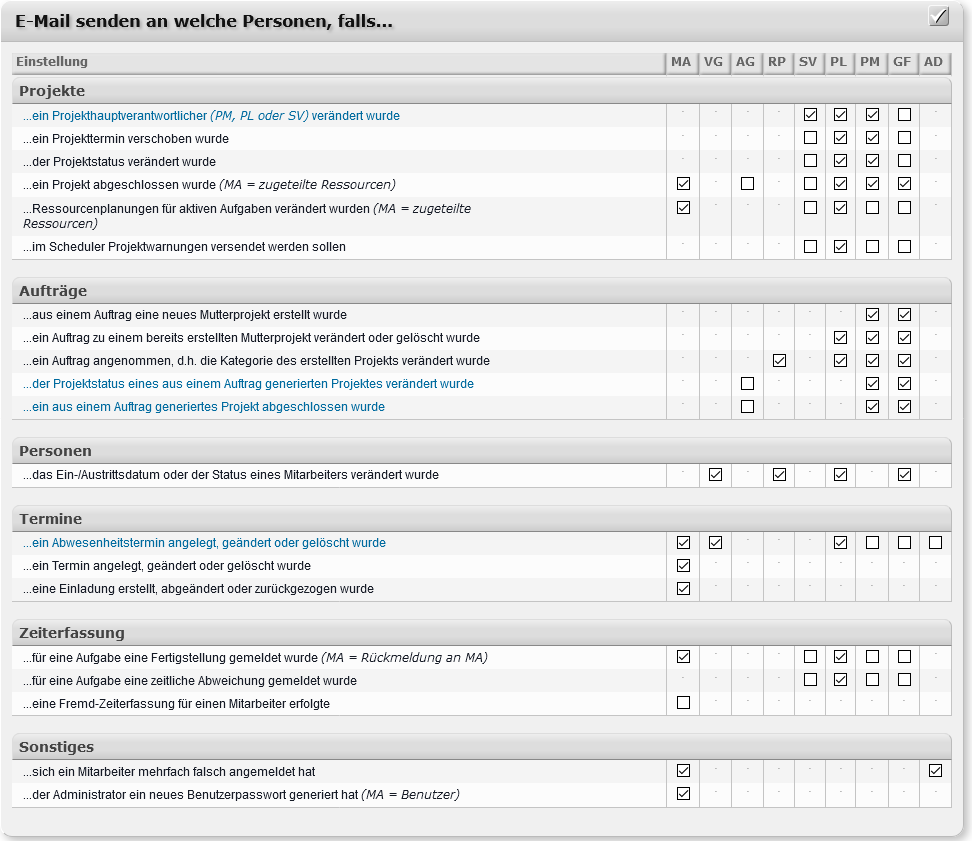 E-Mail senden an welche Personen, falls...
Einstellung MA VG AG RP SV PL PM GF AD
Projekte
...ein Projekthauptverantwortlicher (PM, PL oder SV) verändert wurde
...ein Projekttermin verschoben wurde
...der Projektstatus verändert wurde
...ein Projekt abgeschlossen wurde (MA = zugeteilte Ressourcen)
...Ressourcenplanungen für aktiven Aufgaben verändert wurden (MA = zugeteilte
Ressourcen)
...im Scheduler Projektwarnungen versendet werden sollen
Aufträge
...aus einem Auftrag eine neues Mutterprojekt erstellt wurde
...ein Auftrag zu einem bereits erstellten Mutterprojekt verändert oder gelöscht wurde
...ein Auftrag angenommen, d.h. die Kategorie des erstellten Projekts verändert wurde
...der Projektstatus eines aus einem Auftrag generierten Projektes verändert wurde
...ein aus einem Auftrag generiertes Projekt abgeschlossen wurde
Personen
...das Ein-/Austrittsdatum oder der Status eines Mitarbeiters verändert wurde
Termine
...ein Abwesenheitstermin angelegt, geändert oder gelöscht wurde
...ein Termin angelegt, geändert oder gelöscht wurde
...eine Einladung erstellt, abgeändert oder zurückgezogen wurde
Zeiterfassung
...für eine Aufgabe eine Fertigstellung gemeldet wurde (MA = Rückmeldung an MA)
...für eine Aufgabe eine zeitliche Abweichung gemeldet wurde
...eine Fremd-Zeiterfassung für einen Mitarbeiter erfolgte
Sonstiges
...sich ein Mitarbeiter mehrfach falsch angemeldet hat
...der Administrator ein neues Benutzerpasswort generiert hat (MA = Benutzer)